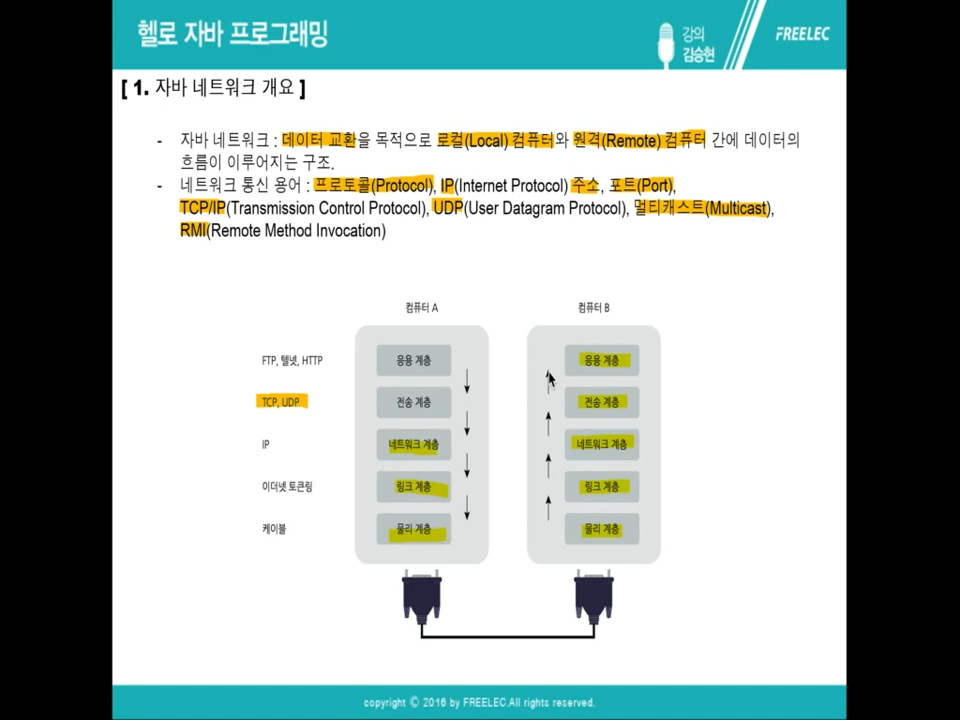 헬로 자바 프로그래밍
강의
김승현
FREELEC
[ 1. 자바 네트워크 개요 ]
- 자바 네트워크 : 데이터 교환을 목적으로 로컬(Local) 컴퓨터와 원격(Remote) 컴퓨터 간에 데이터의
흐름이 이루어지는 구조.
- 네트워크 통신 용어 : 프로토콜(Protocol), IP(Internet Protocol) 주소, 포트(Port),
TCP/IP(Transmission Control Protocol), UDP(User Datagram Protocol), 멀티캐스트(Multicast),
RMI(Remote Method Invocation)
컴퓨터 A
컴퓨터 B
FTP, 텔넷, HTTP
응용 계층
응용 계층
TCP, UDP
전송 계층
전송 계층
IP
네트워크 계층
네트워크 계층
이더넷 토큰링
링크 계층
링크 계층
케이블
물리 계층
물리 계층
copyright © 2016 by FREELEC.All rights reserved.